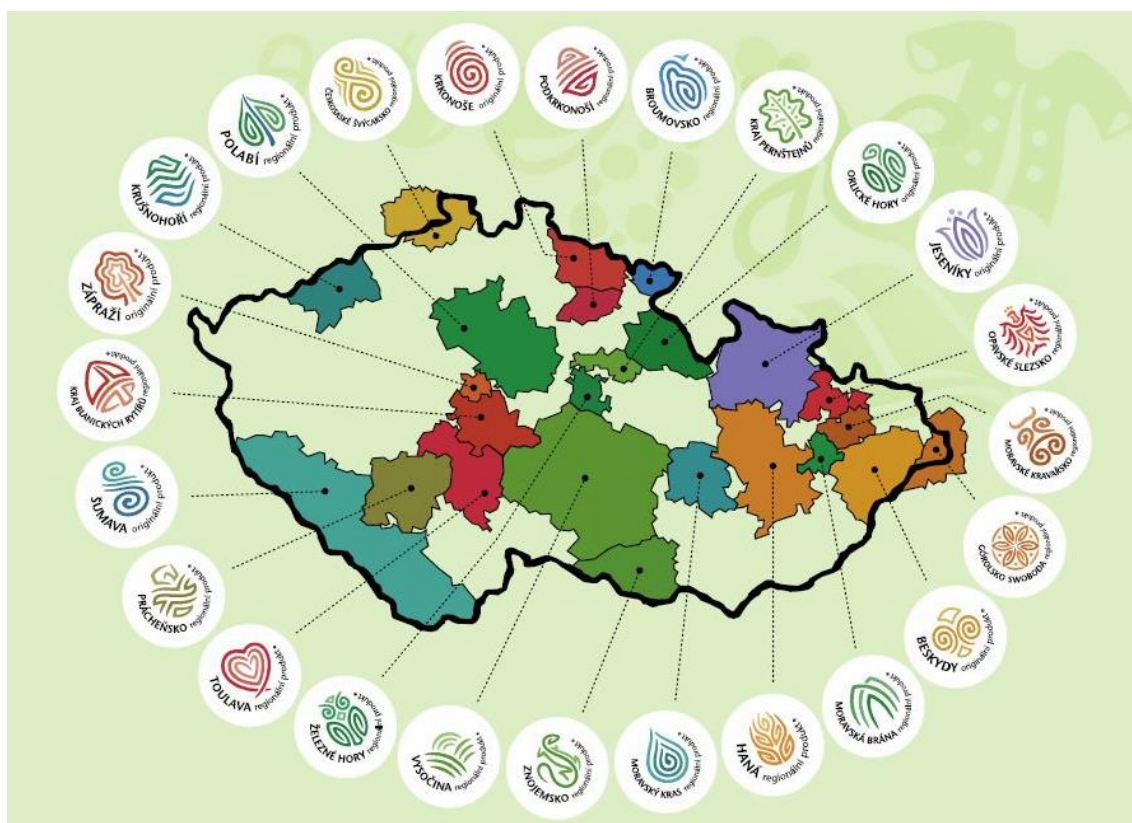 ČESKOSASKÉ ŠVÝCARSKO regionální produkt
KRKONOŠE originální produkt
PODKRKONOŠÍ regionální produkt
BROUMOVSKO regionální produkt
KRAJ PERNŠTEJNŮ regionální produkt
ORLICKÉ HORY originální produkt
JESENÍKY originální produkt
OPAVSKÉ SLEZSKO regionální produkt
MORAVSKÉ KRAVAŘSKO regionální produkt
GÓROLSKO SWOBODA regionální produkt
BESKYDY originální produkt
MORAVSKÁ BRÁNA regionální produkt
HANÁ regionální produkt
MORAVSKÝ KRAS regionální produkt
ZNOJEMSKO regionální produkt
VYSOČINA regionální produkt
ŽELEZNÉ HORY regionální produkt
TOULAVA regionální produkt
PRÁCHEŇSKO regionální produkt
ŠUMAVA originální produkt
KRAJ BLANICKÝCH RYTÍŘŮ regionální produkt
ZÁPRAŽÍ originální produkt
KRUŠNOHOŘÍ regionální produkt
POLABÍ regionální produkt